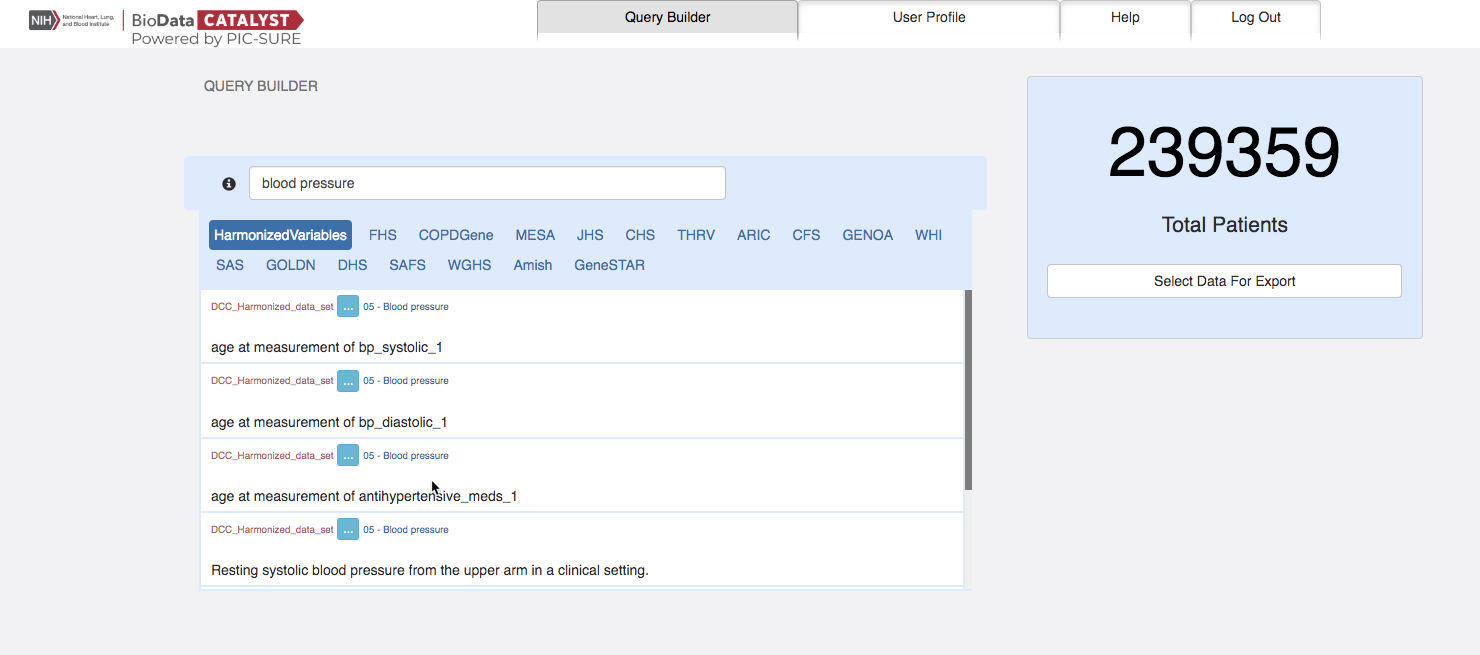 NIH National Heart, Lung, and Blood Institute
BioData CATALYST
Powered by PIC-SURE
Query Builder
User Profile
Help
Log Out
QUERY BUILDER
blood pressure
HarmonizedVariables FHS COPDGene MESA JHS CHS THRV ARIC CFS GENOA WHI
SAS GOLDN DHS SAFS WGHS Amish GeneSTAR
DCC_Harmonized_data_set ... 05 - Blood pressure
age at measurement of bp_systolic_1
DCC_Harmonized_data_set ... 05 - Blood pressure
age at measurement of bp_diastolic_1
DCC_Harmonized_data_set ... 05 - Blood pressure
age at measurement of antihypertensive_meds_1
DCC_Harmonized_data_set ... 05 - Blood pressure
Resting systolic blood pressure from the upper arm in a clinical setting.
239359
Total Patients
Select Data For Export